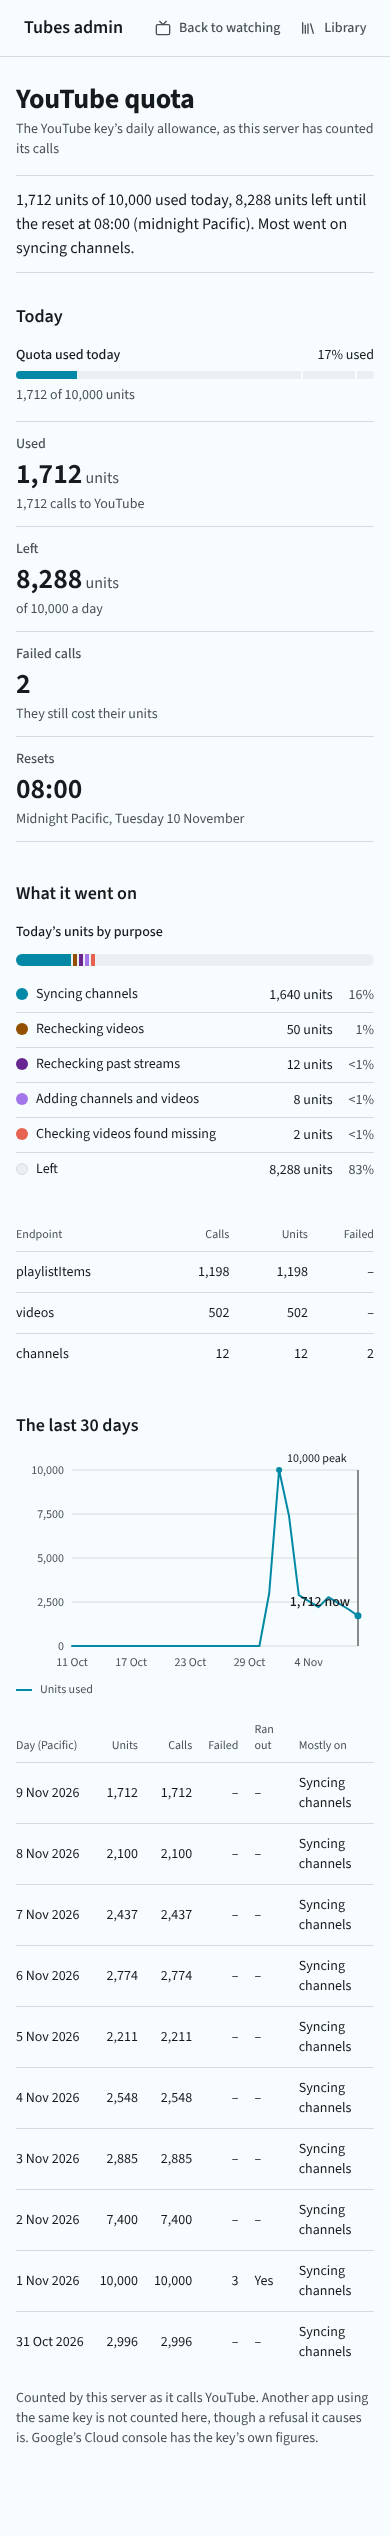 Tubes admin
Back to watching
Library
YouTube quota
The YouTube key’s daily allowance, as this server has counted
its calls
1,712 units of 10,000 used today, 8,288 units left until
the reset at 08:00 (midnight Pacific). Most went on
syncing channels.
Today
Quota used today 17% used
1,712 of 10,000 units
Used
1,712 units
1,712 calls to YouTube
Left
8,288 units
of 10,000 a day
Failed calls
2
They still cost their units
Resets
08:00
Midnight Pacific, Tuesday 10 November
What it went on
Today’s units by purpose
Syncing channels 1,640 units 16%
Rechecking videos 50 units 1%
Rechecking past streams 12 units <1%
Adding channels and videos 8 units <1%
Checking videos found missing 2 units <1%
Left 8,288 units 83%
Endpoint Calls Units Failed
playlistItems 1,198 1,198 –
videos 502 502 –
channels 12 12 2
The last 30 days
10,000 peak
10,000
7,500
5,000
2,500
1,712 now
0
11 Oct 17 Oct 23 Oct 29 Oct 4 Nov
Units used
Day (Pacific) Units Calls Failed Ran out Mostly on
9 Nov 2026 1,712 1,712 – – Syncing channels
8 Nov 2026 2,100 2,100 – – Syncing channels
7 Nov 2026 2,437 2,437 – – Syncing channels
6 Nov 2026 2,774 2,774 – – Syncing channels
5 Nov 2026 2,211 2,211 – – Syncing channels
4 Nov 2026 2,548 2,548 – – Syncing channels
3 Nov 2026 2,885 2,885 – – Syncing channels
2 Nov 2026 7,400 7,400 – – Syncing channels
1 Nov 2026 10,000 10,000 3 Yes Syncing channels
31 Oct 2026 2,996 2,996 – – Syncing channels
Counted by this server as it calls YouTube. Another app using
the same key is not counted here, though a refusal it causes
is. Google’s Cloud console has the key’s own figures.